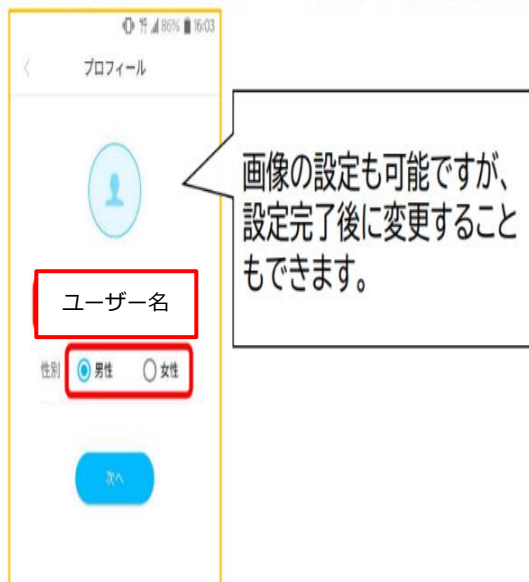 86% 16:03
プロフィール
画像の設定も可能ですが、
設定完了後に変更すること
もできます。
ユーザー名
性別 男性 女性
次へ